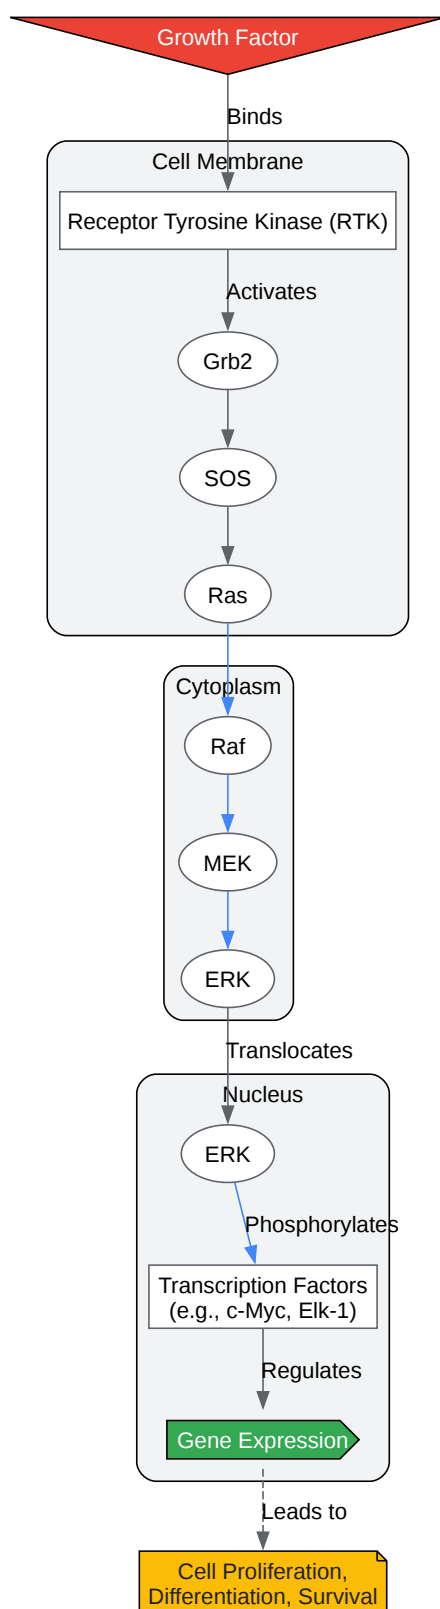 Growth Factor
Binds
Cell Membrane
Receptor Tyrosine Kinase (RTK)
Activates
Grb2
SOS
Ras
Cytoplasm
Raf
MEK
ERK
Translocates
Nucleus
ERK
Phosphorylates
Transcription Factors
(e.g., c-Myc, Elk-1)
Regulates
Gene Expression
Leads to
Cell Proliferation,
Differentiation, Survival